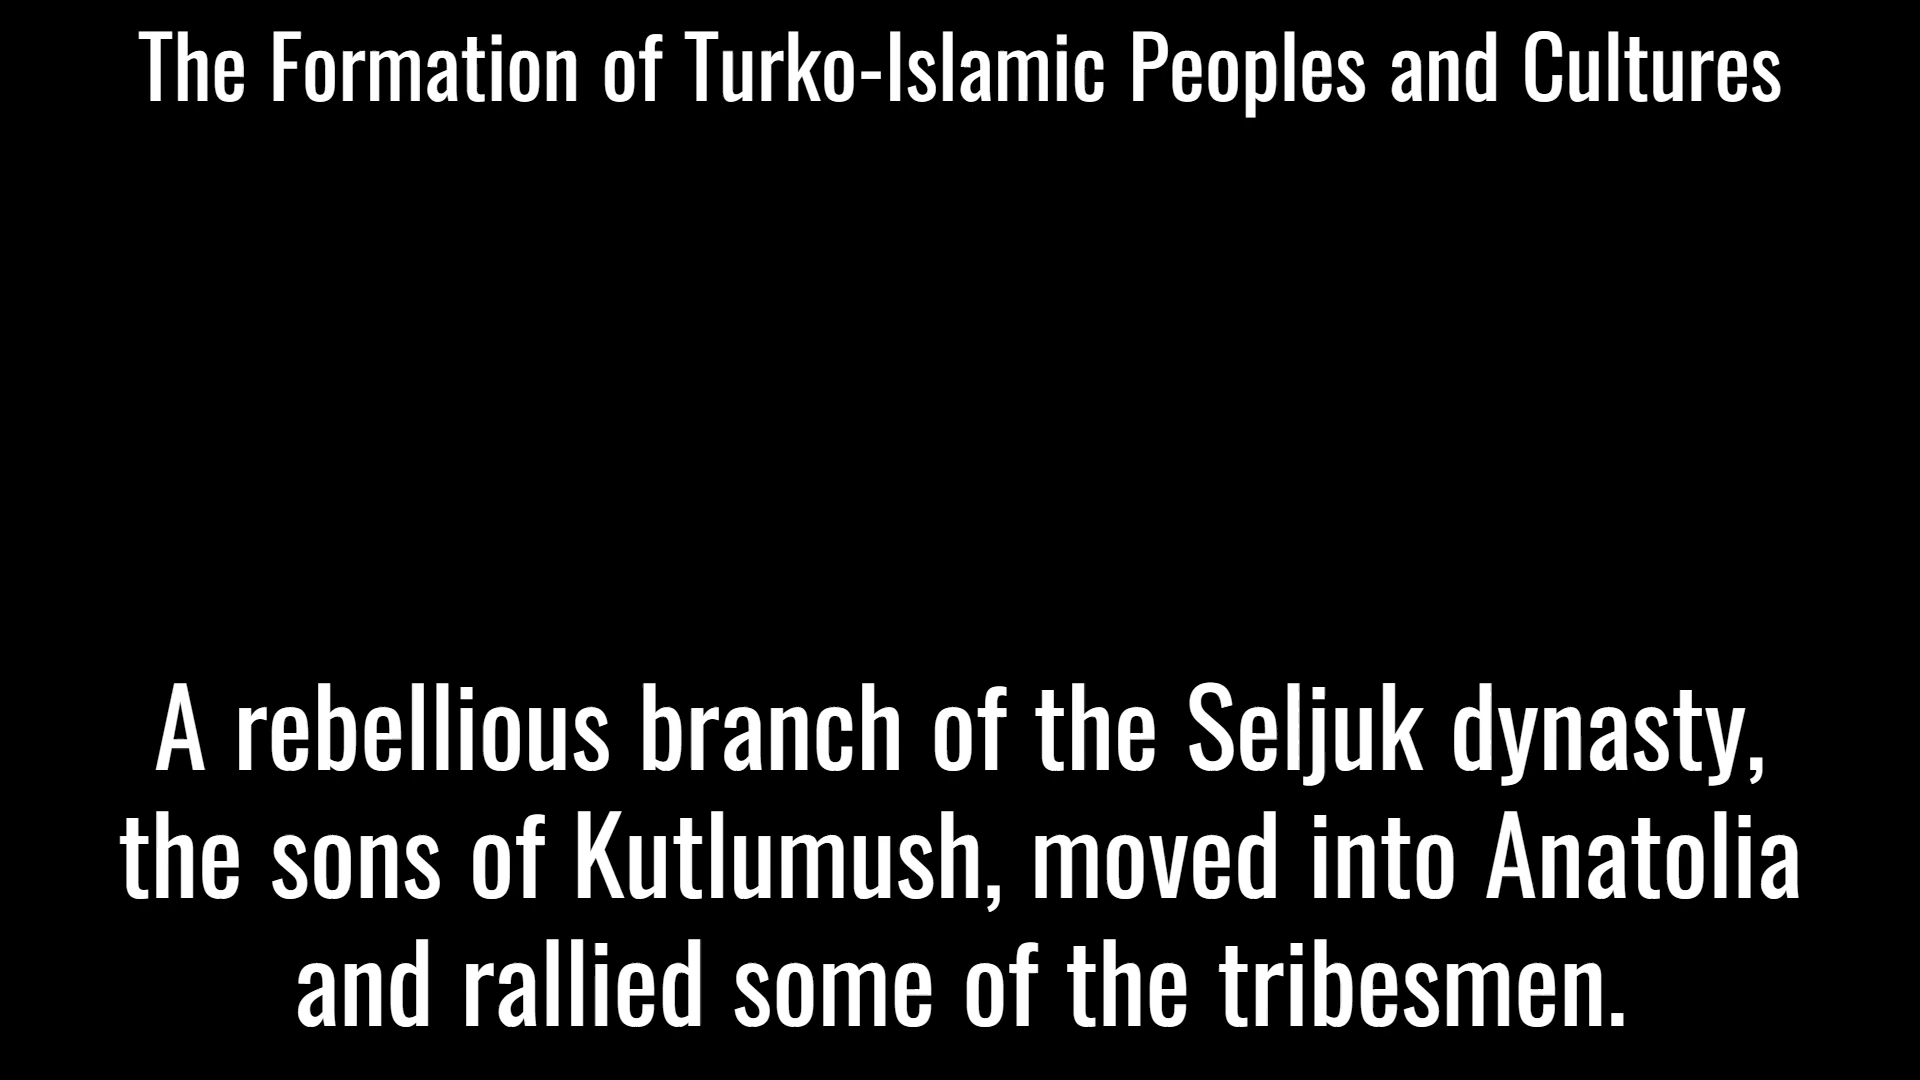 The Formation of Turko-Islamic Peoples and Cultures
A rebellious branch of the Seljuk dynasty,
the sons of Kutlumush, moved into Anatolia
and rallied some of the tribesmen.